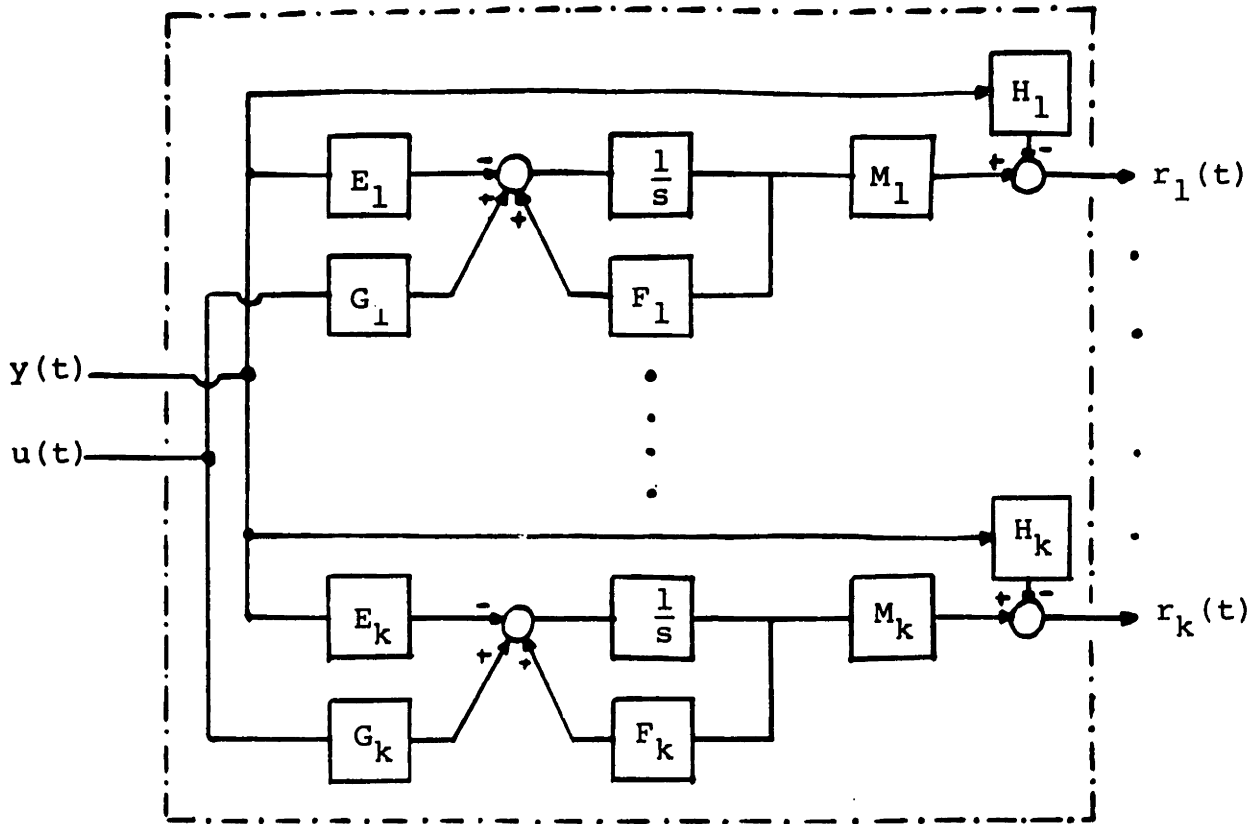 H1
E1
-
+
+
1/s
M1
+
-
r1(t)
G1
F1
y(t)
u(t)
Hk
Ek
-
+
+
1/s
Mk
+
-
rk(t)
Gk
Fk